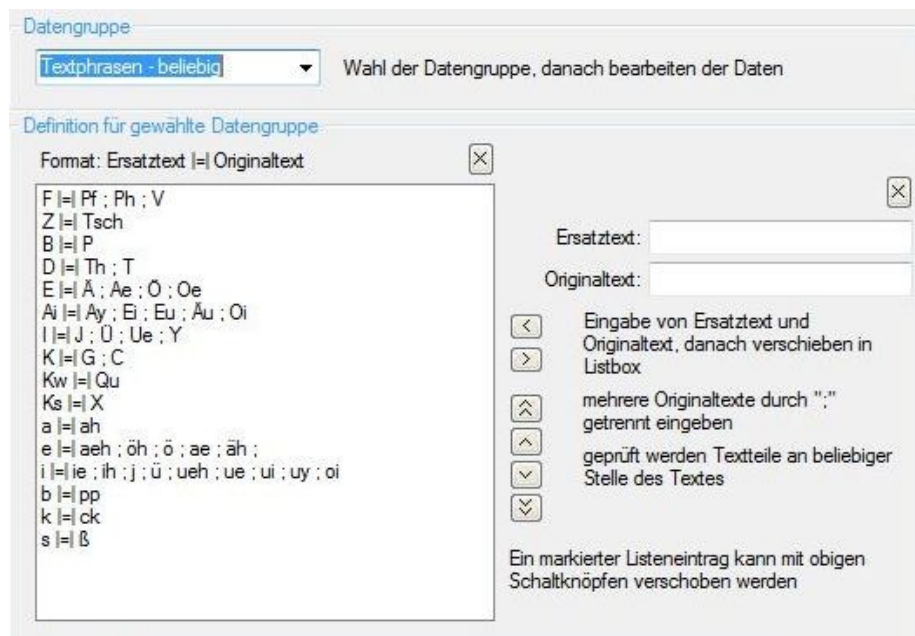 Datengruppe
Textphrasen - beliebig
Wahl der Datengruppe, danach bearbeiten der Daten
Definition für gewählte Datengruppe
Format: Ersatztext |=| Originaltext
F |=| Pf ; Ph ; V
Z |=| Tsch
B |=| P
D |=| Th ; T
E |=| Ä ; Ae ; Ö ; Oe
Ai |=| Ay ; Ei ; Eu ; Äu ; Oi
I |=| J ; Ü ; Ue ; Y
K |=| G ; C
Kw |=| Qu
Ks |=| X
a |=| ah
e |=| aeh ; öh ; ö ; ae ; äh ;
i |=| ie ; ih ; j ; ü ; ueh ; ue ; ui ; uy ; oi
b |=| pp
k |=| ck
s |=| ß
Ersatztext:
Originaltext:
Eingabe von Ersatztext und
Originaltext, danach verschieben in
Listbox
mehrere Originaltexte durch ";"
getrennt eingeben
geprüft werden Textteile an beliebiger
Stelle des Textes
Ein markierter Listeneintrag kann mit obigen
Schaltknöpfen verschoben werden